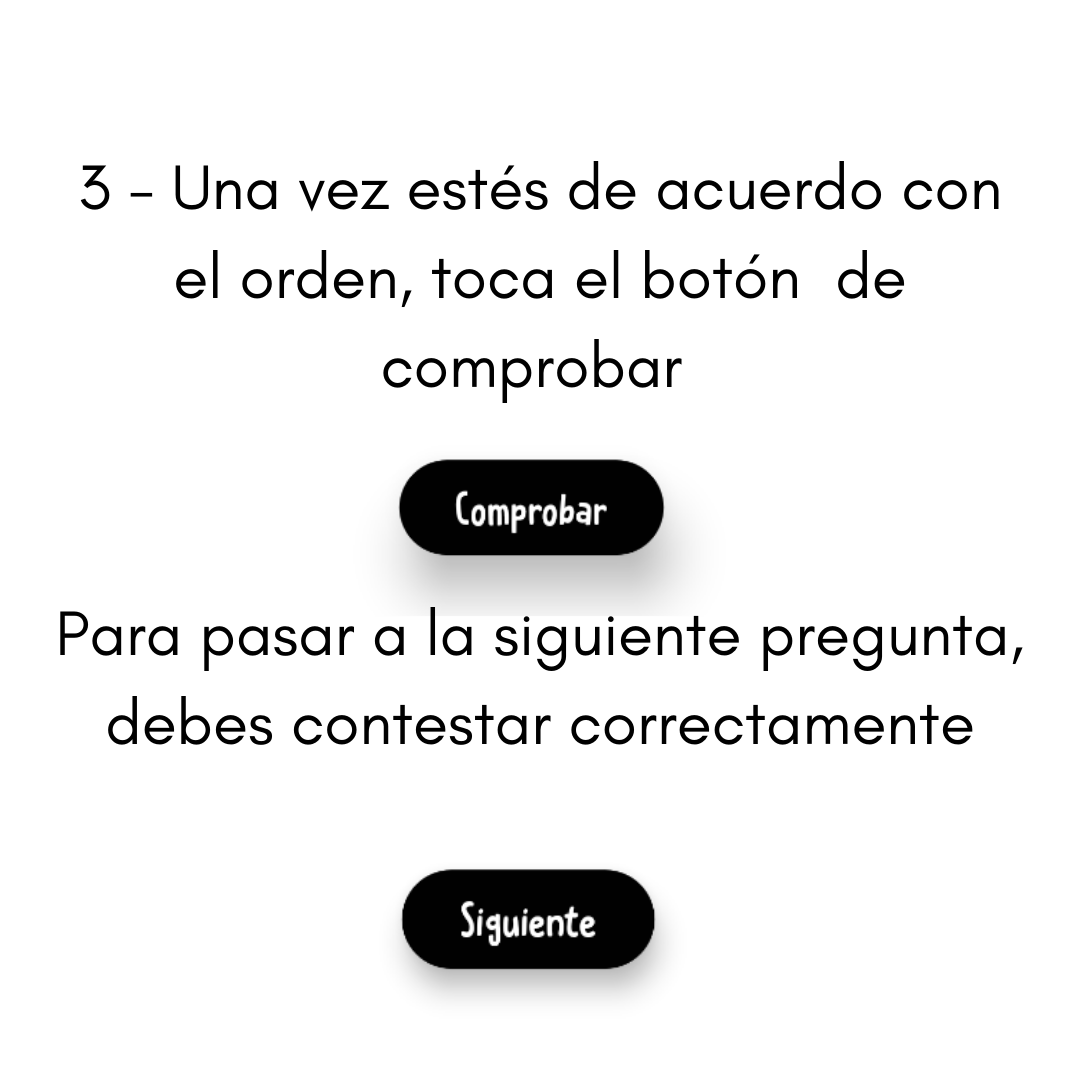 3 - Una vez estés de acuerdo con
el orden, toca el botón  de
comprobar
Comprobar
Para pasar a la siguiente pregunta,
debes contestar correctamente
Siguiente